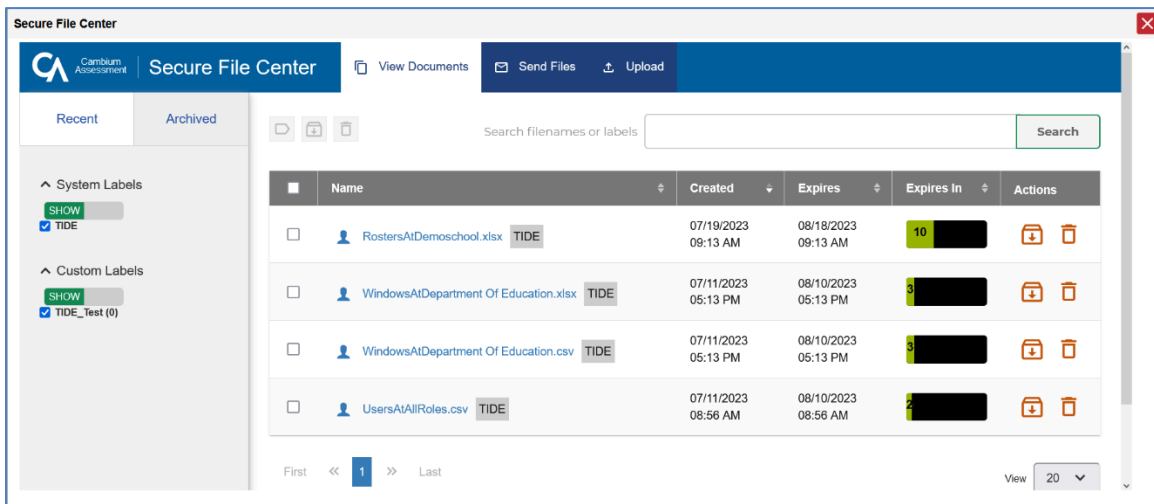 Secure File Center
CA
Cambium
Assessment
Secure File Center
View Documents
Send Files
Upload
Recent
Archived
Search filenames or labels
Search
System Labels
SHOW
TIDE
Custom Labels
SHOW
TIDE_Test (0)
Name
Created
Expires
Expires In
Actions
RostersAtDemoschool.xlsx TIDE
07/19/2023
09:13 AM
08/18/2023
09:13 AM
10
WindowsAtDepartment Of Education.xlsx TIDE
07/11/2023
05:13 PM
08/10/2023
05:13 PM
3
WindowsAtDepartment Of Education.csv TIDE
07/11/2023
05:13 PM
08/10/2023
05:13 PM
3
UsersAtAllRoles.csv TIDE
07/11/2023
08:56 AM
08/10/2023
08:56 AM
2
First
1
Last
View
20